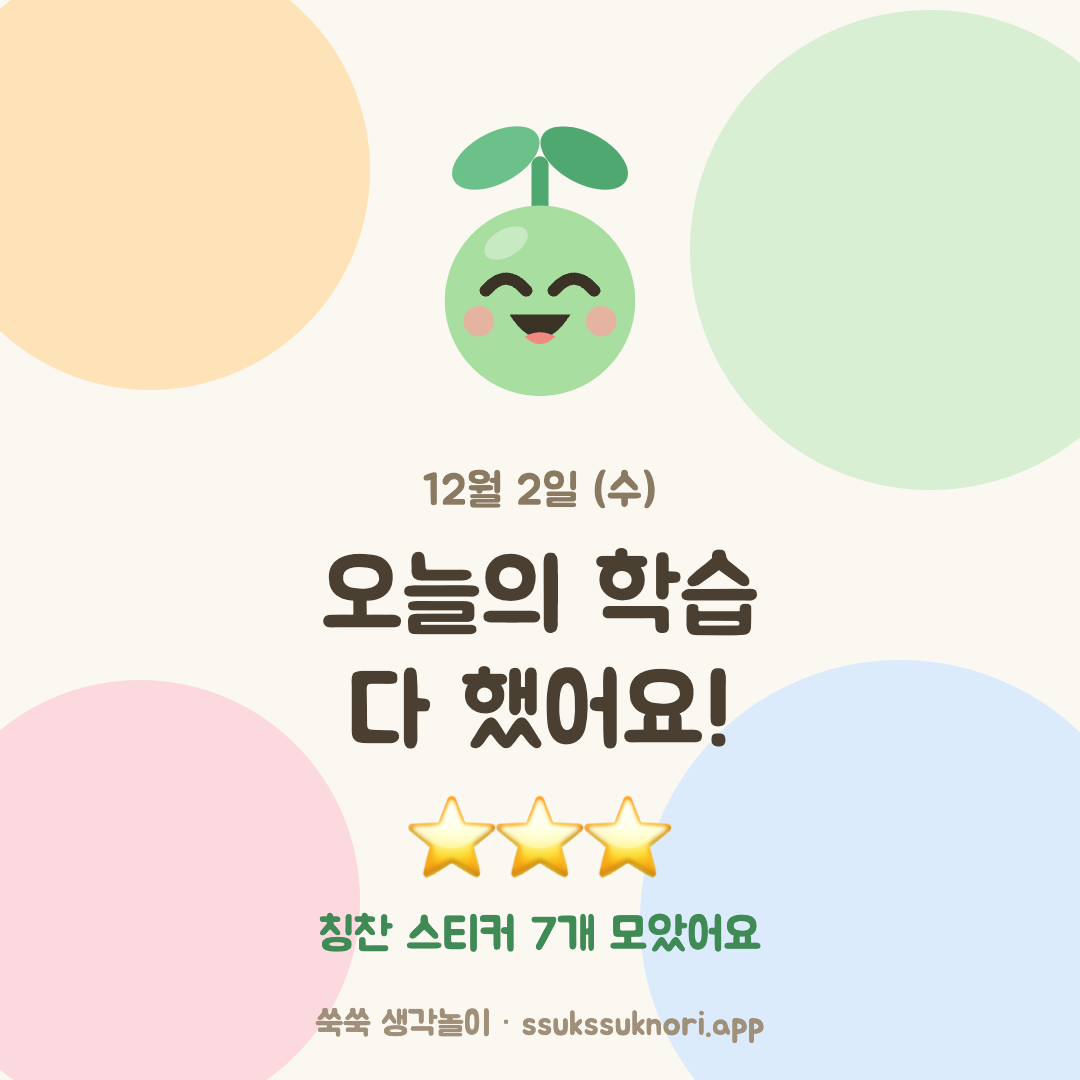 12월 2일 (수)
오늘의 학습
다 했어요!
칭찬 스티커 7개 모았어요
쑥쑥 생각놀이 · ssukssuknori.app